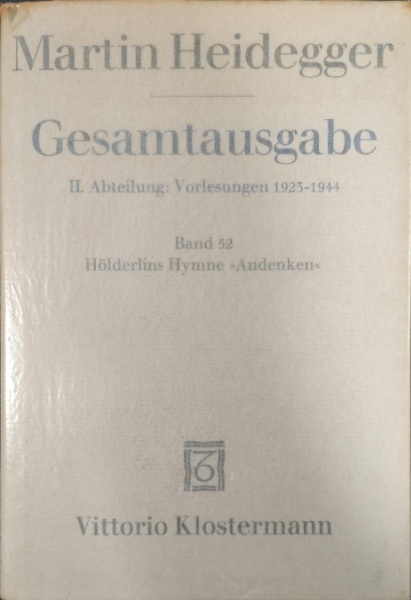 Martin Heidegger
Gesamtausgabe
II. Abteilung: Vorlesungen 1923-1944
Band 52
Hölderlins Hymne »Andenken«
Vittorio Klostermann